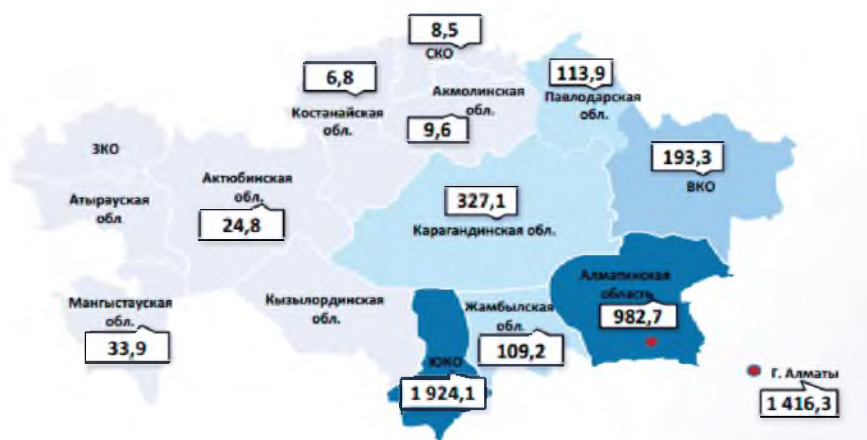 8,5
СКО
6,8
Костанайская
обл.
Акмолинская
обл.
9,6
113,9
Павлодарская
обл.
ЗКО
Актюбинская
обл.
24,8
Атырауская
обл
193,3
ВКО
327,1
Карагандинская обл.
Мангыстауская
обл.
33,9
Кызылординская
обл.
Жамбылская
обл.
109,2
Алматинская
область
982,7
ЮКО
1 924,1
Г. Алматы
1 416,3